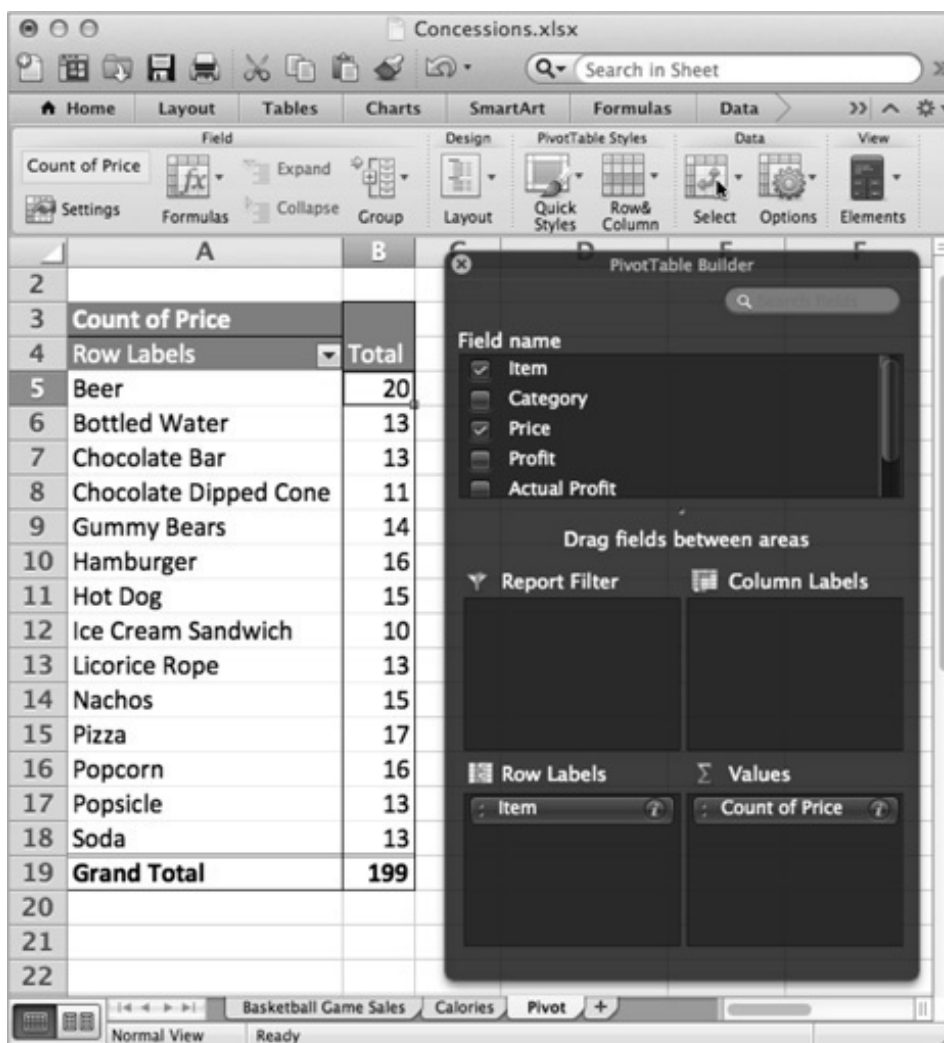 Concessions.xlsx
Search in Sheet
Home Layout Tables Charts SmartArt Formulas Data
Field Design PivotTable Styles Data View
Count of Price
Settings
Formulas
Expand
Collapse
Group
Layout
Quick Styles
Row& Column
Select
Options
Elements
A B C D E F
2
3 Count of Price
4 Row Labels Total
5 Beer 20
6 Bottled Water 13
7 Chocolate Bar 13
8 Chocolate Dipped Cone 11
9 Gummy Bears 14
10 Hamburger 16
11 Hot Dog 15
12 Ice Cream Sandwich 10
13 Licorice Rope 13
14 Nachos 15
15 Pizza 17
16 Popcorn 16
17 Popsicle 13
18 Soda 13
19 Grand Total 199
20
21
22
PivotTable Builder
Search fields
Field name
Item
Category
Price
Profit
Actual Profit
Drag fields between areas
Report Filter Column Labels
Row Labels Σ Values
Item Count of Price
Basketball Game Sales Calories Pivot +
Normal View Ready